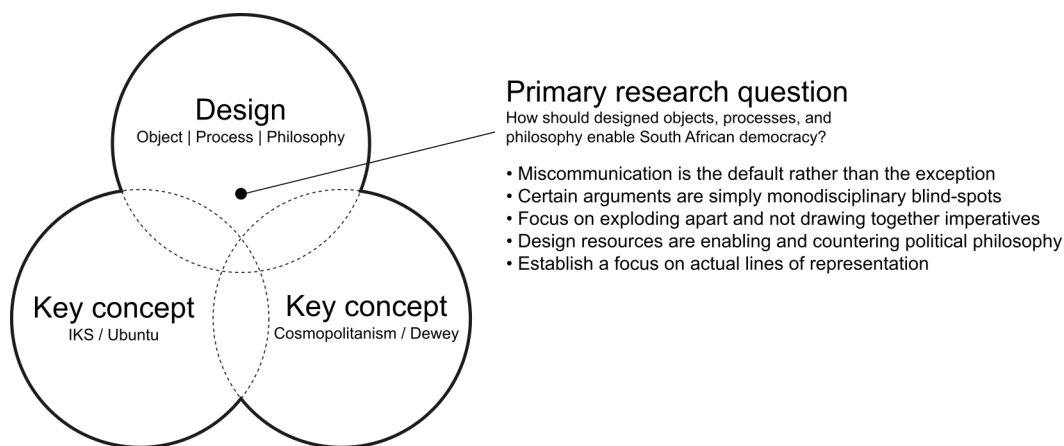 Design
Object | Process | Philosophy
Key concept
IKS / Ubuntu
Key concept
Cosmopolitanism / Dewey
Primary research question
How should designed objects, processes, and
philosophy enable South African democracy?
• Miscommunication is the default rather than the exception
• Certain arguments are simply monodisciplinary blind-spots
• Focus on exploding apart and not drawing together imperatives
• Design resources are enabling and countering political philosophy
• Establish a focus on actual lines of representation